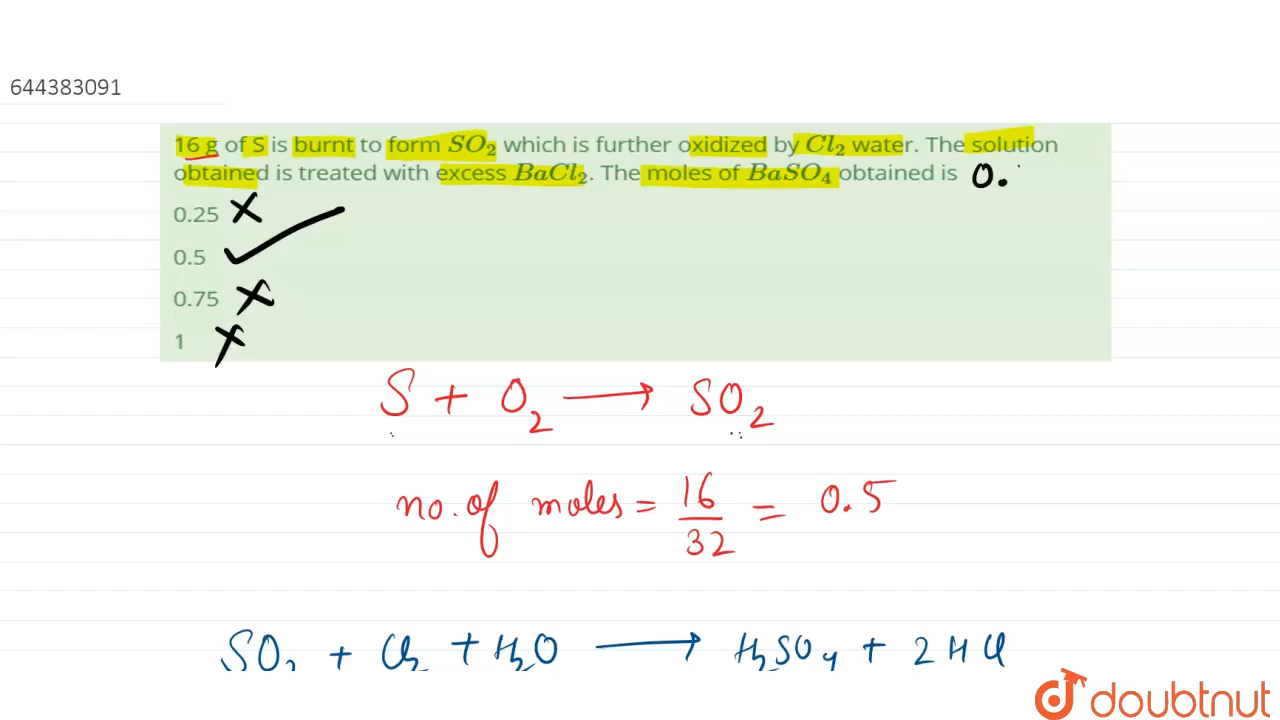 644383091
16 g of S is burnt to form SO₂ which is further oxidized by Cl₂ water. The solution
obtained is treated with excess BaCl₂. The moles of BaSO₄ obtained is 0.
0.25 ×
0.5 ✓
0.75 ×
1 ×
S + O₂ → SO₂
no. of moles = 16/32 = 0.5
SO₂ + Cl₂ + H₂O → H₂SO₄ + 2HCl
doubtnut